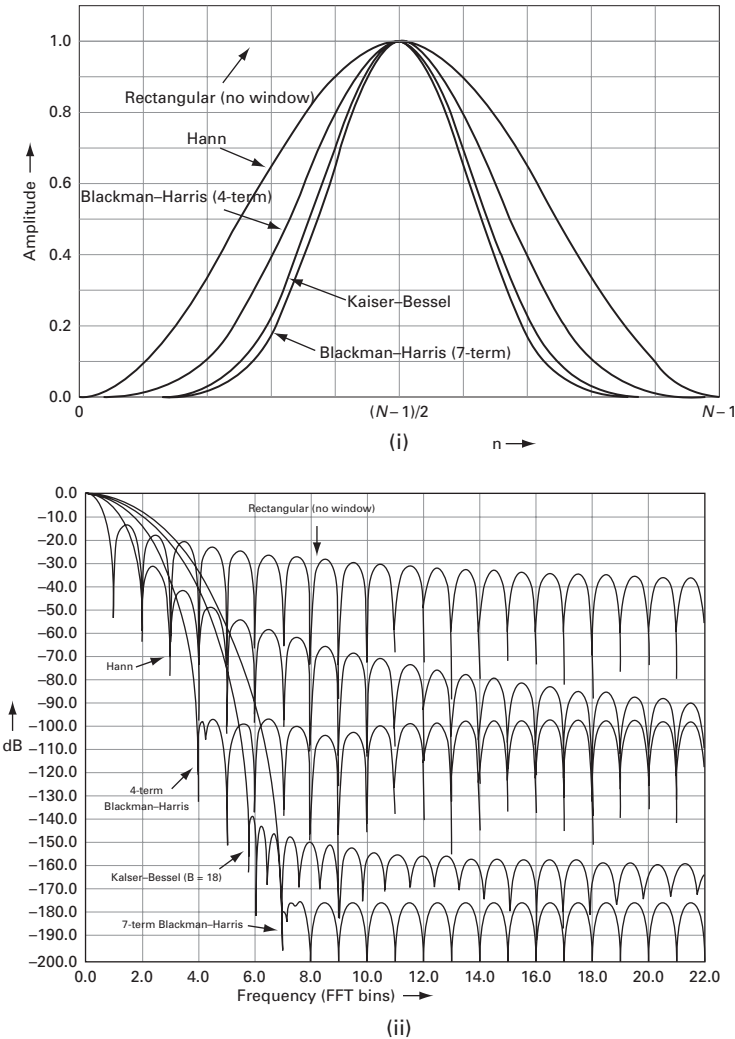 1.0
Rectangular (no window)
0.8
Hann
Amplitude
0.6
Blackman–Harris (4-term)
0.4
Kaiser–Bessel
0.2
Blackman–Harris (7-term)
0.0
0
(N – 1)/2
N – 1
(i)
n
0.0
Rectangular (no window)
–10.0
–20.0
–30.0
–40.0
–50.0
–60.0
–70.0
Hann
–80.0
–90.0
–100.0
dB
–110.0
–120.0
4-term
Blackman–Harris
–130.0
–140.0
–150.0
–160.0
Kalser–Bessel (B = 18)
–170.0
–180.0
7-term Blackman–Harris
–190.0
–200.0
0.0 2.0 4.0 6.0 8.0 10.0 12.0 14.0 16.0 18.0 20.0 22.0
Frequency (FFT bins)
(ii)